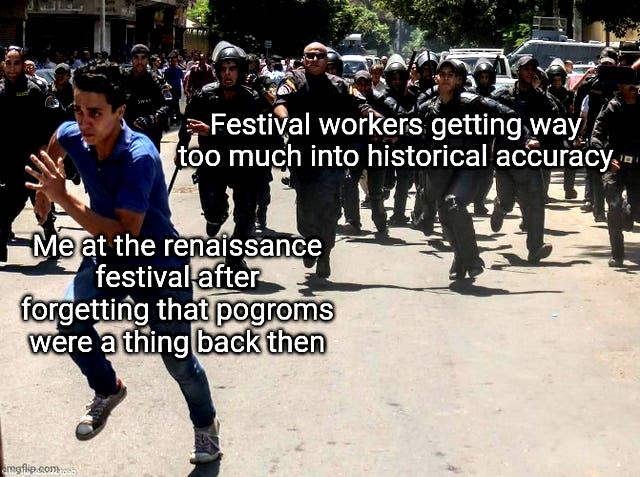 Festival workers getting way
too much into historical accuracy
Me at the renaissance
festival after
forgetting that pogroms
were a thing back then
imgflip.com